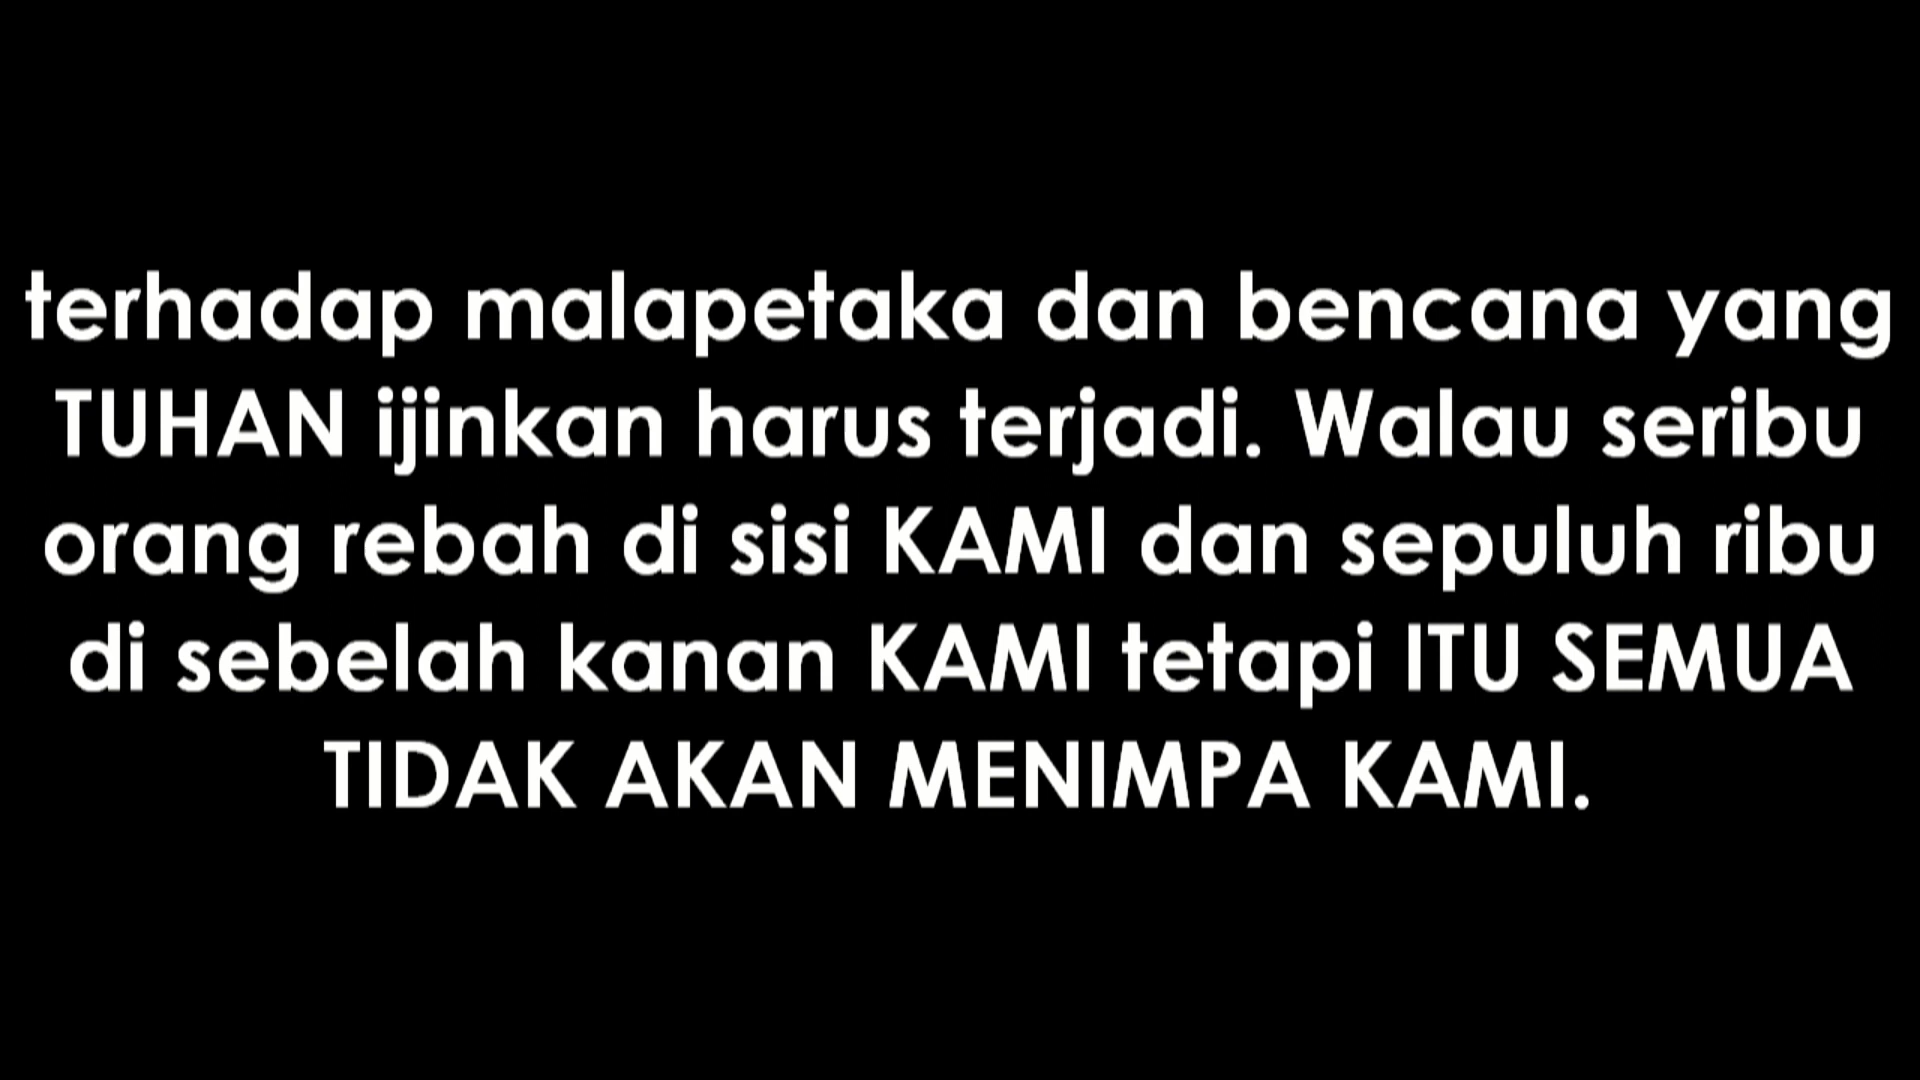 terhadap malapetaka dan bencana yang
TUHAN ijinkan harus terjadi. Walau seribu
orang rebah di sisi KAMI dan sepuluh ribu
di sebelah kanan KAMI tetapi ITU SEMUA
TIDAK AKAN MENIMPA KAMI.